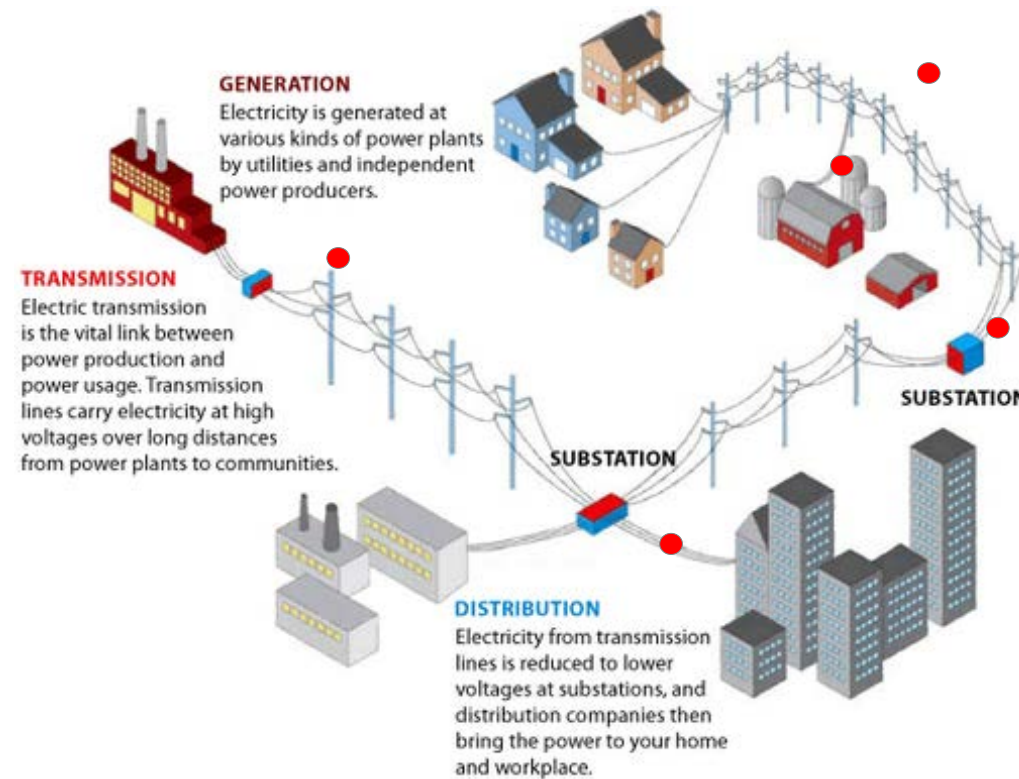 GENERATION
Electricity is generated at
various kinds of power plants
by utilities and independent
power producers.
TRANSMISSION
Electric transmission
is the vital link between
power production and
power usage. Transmission
lines carry electricity at high
voltages over long distances
from power plants to communities.
SUBSTATION
SUBSTATION
DISTRIBUTION
Electricity from transmission
lines is reduced to lower
voltages at substations, and
distribution companies then
bring the power to your home
and workplace.